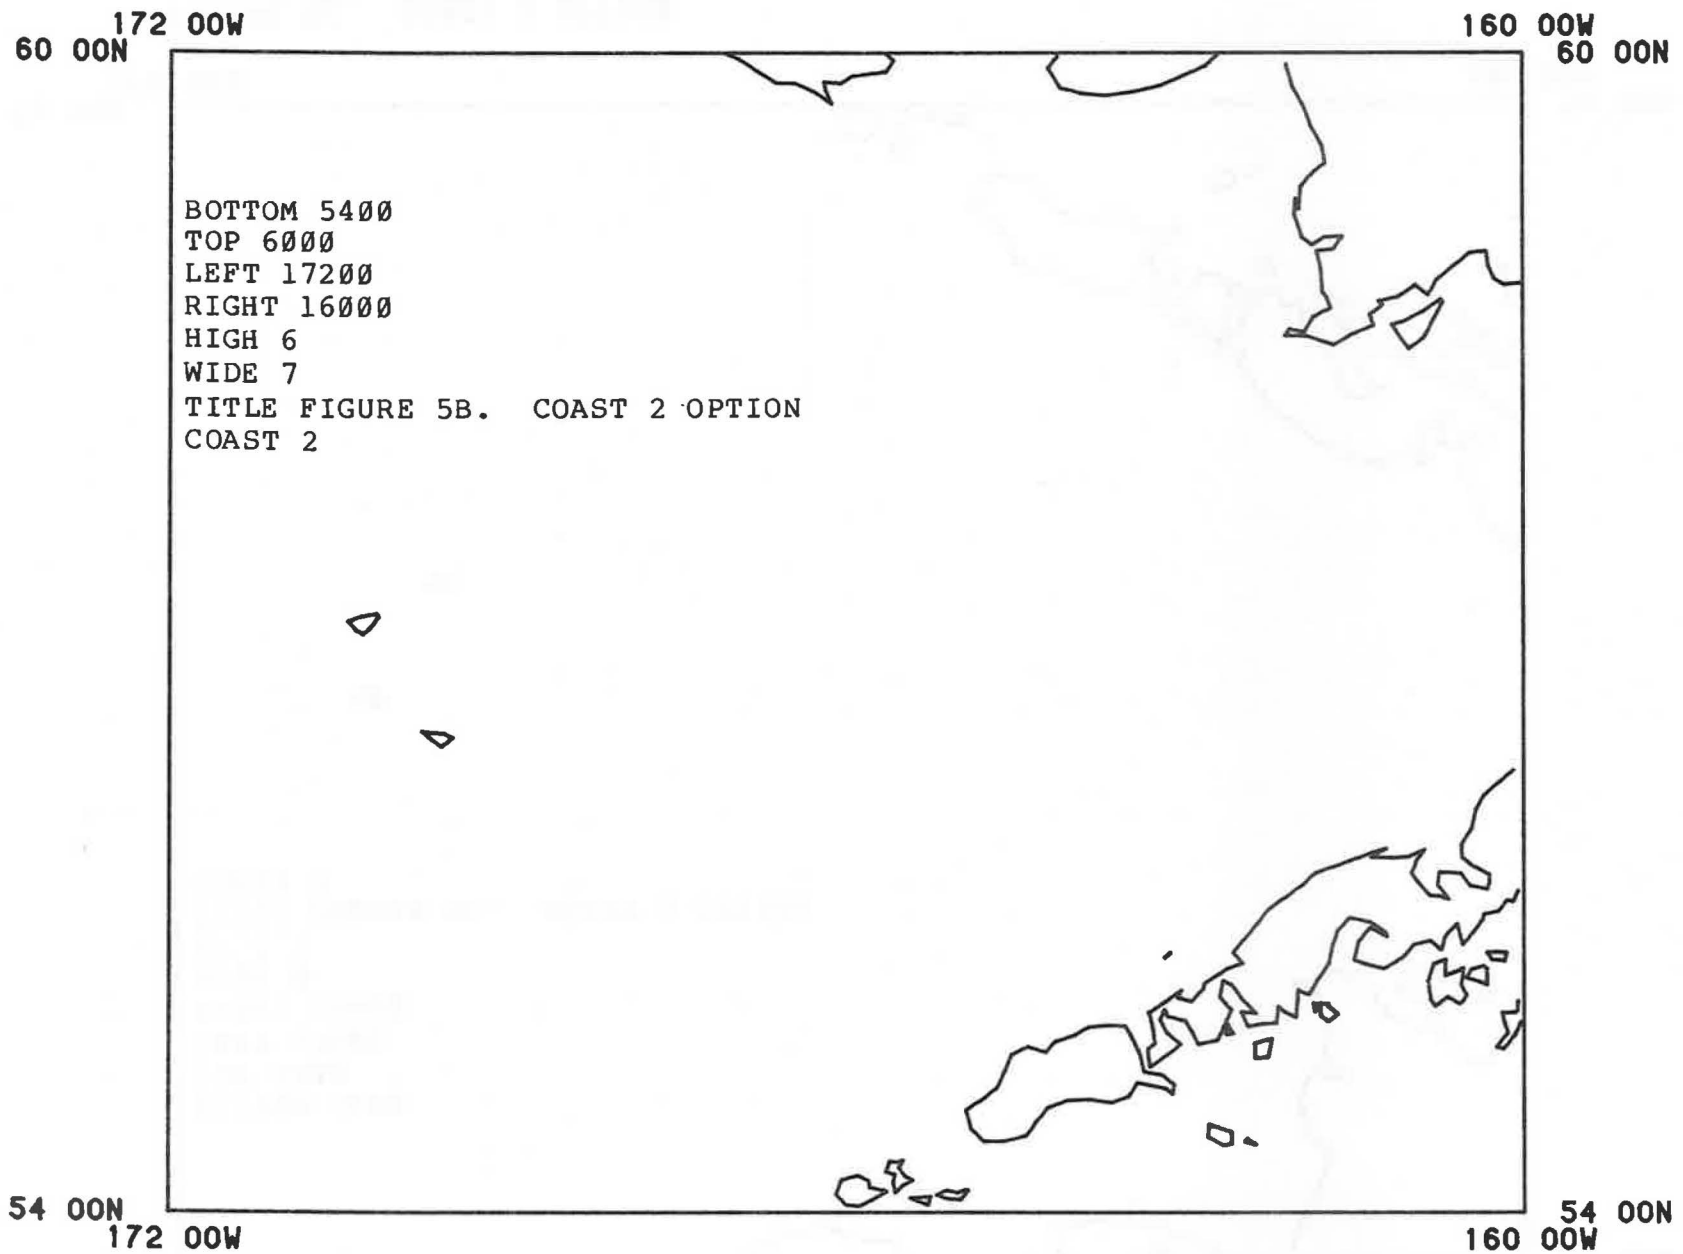 172 00W
160 00W
60 00N
60 00N
BOTTOM 5400
TOP 6000
LEFT 17200
RIGHT 16000
HIGH 6
WIDE 7
TITLE FIGURE 5B. COAST 2 OPTION
COAST 2
54 00N
54 00N
172 00W
160 00W